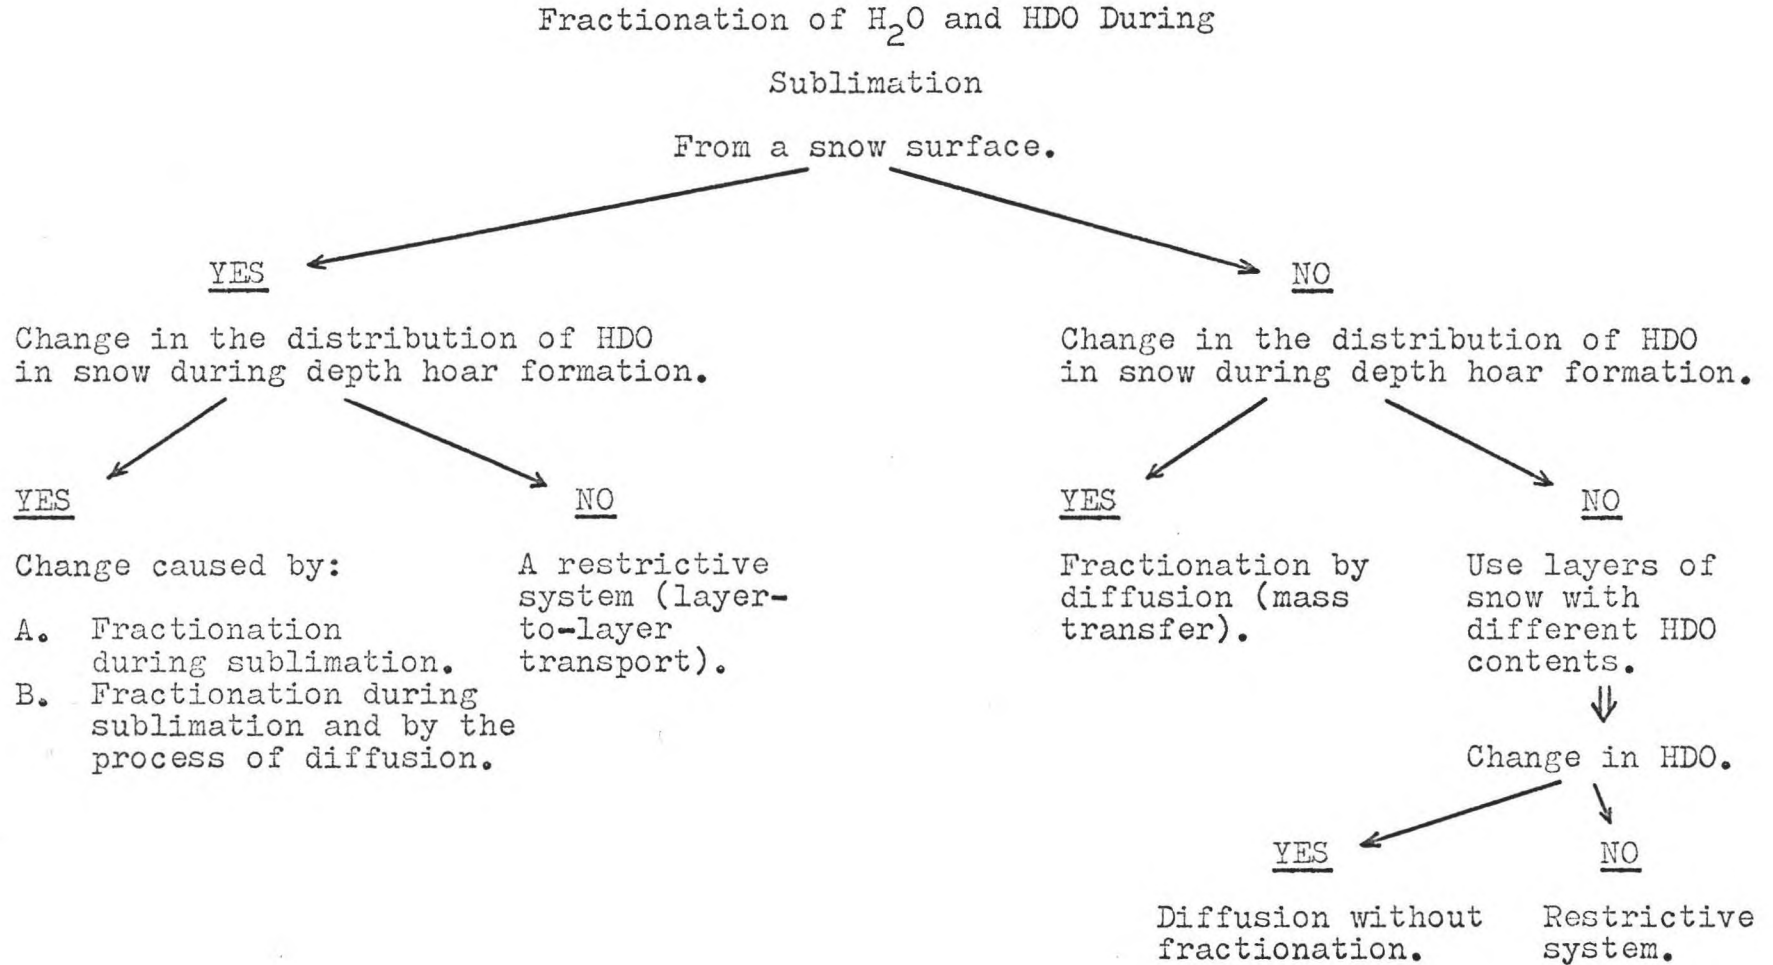 Fractionation of H2O and HDO During
Sublimation
From a snow surface.
YES
NO
Change in the distribution of HDO
in snow during depth hoar formation.
Change in the distribution of HDO
in snow during depth hoar formation.
YES
NO
YES
NO
Change caused by:
A. Fractionation
during sublimation.
B. Fractionation during
sublimation and by the
process of diffusion.
A restrictive
system (layer-
to-layer
transport).
Fractionation by
diffusion (mass
transfer).
Use layers of
snow with
different HDO
contents.
Change in HDO.
YES
NO
Diffusion without
fractionation.
Restrictive
system.